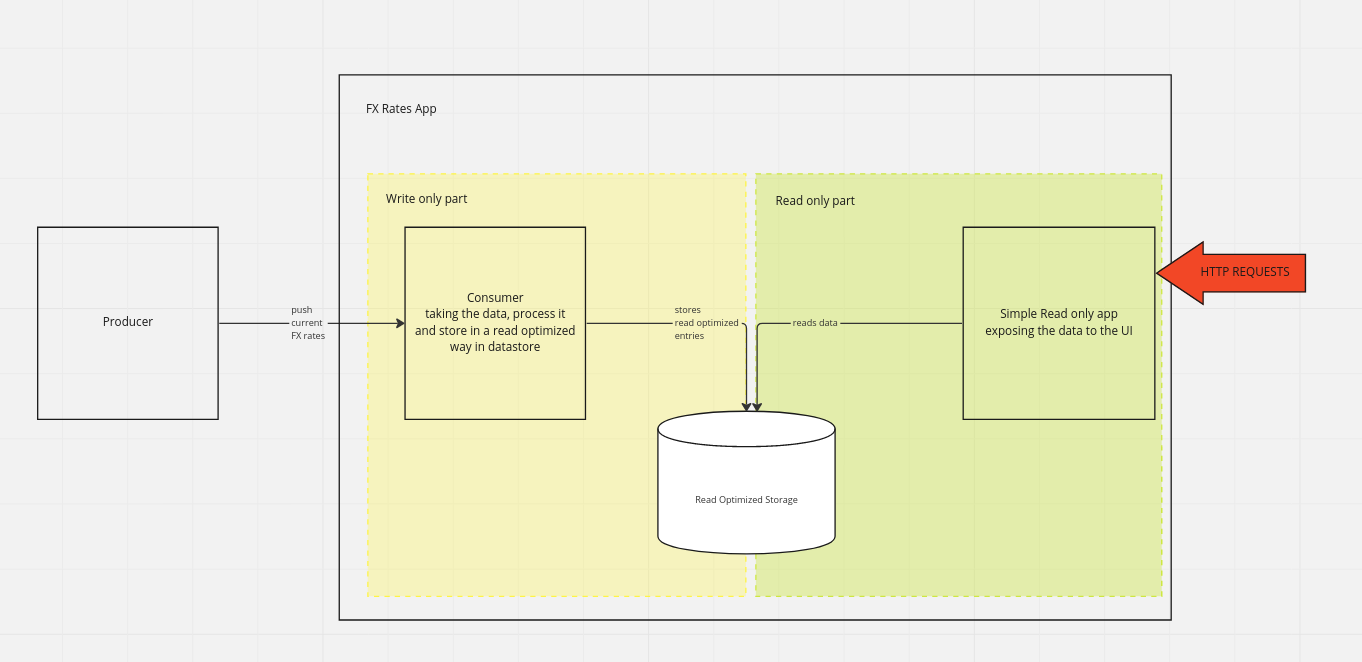 FX Rates App
Write only part
Read only part
Producer
push
current
FX rates
Consumer
taking the data, process it
and store in a read optimized
way in datastore
stores
read optimized
entries
reads data
Simple Read only app
exposing the data to the UI
HTTP REQUESTS
Read Optimized Storage